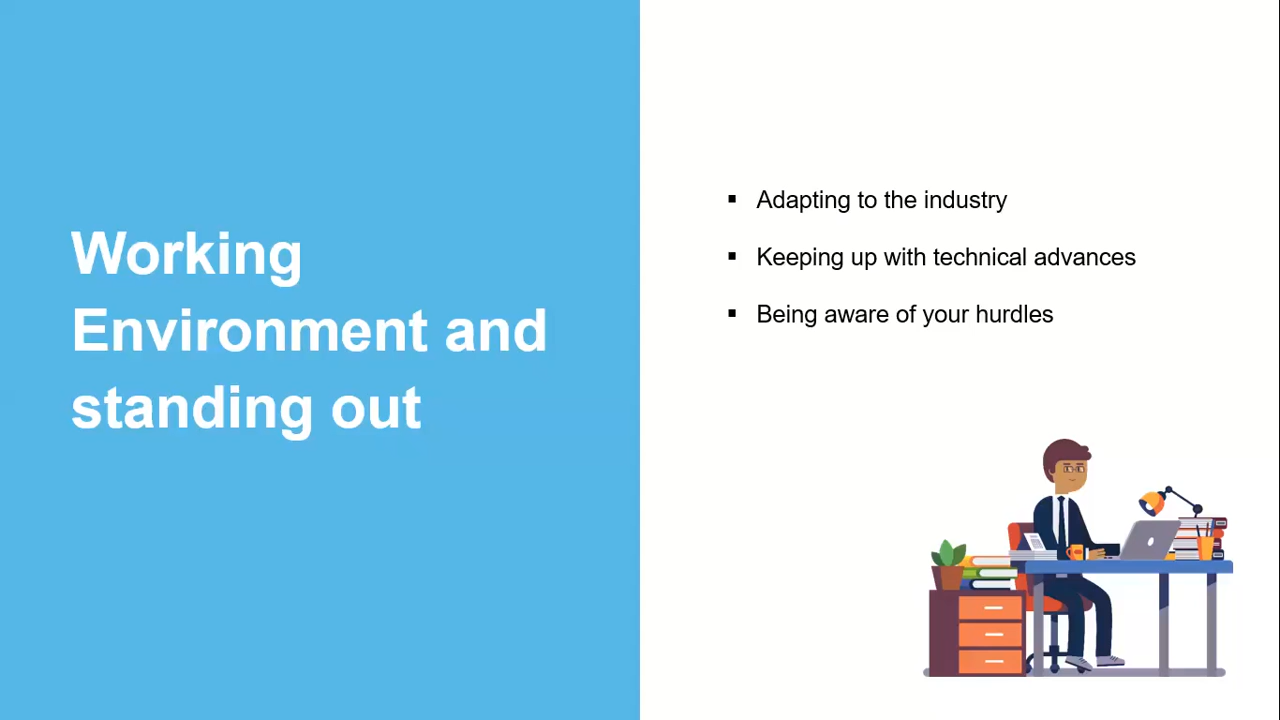 Working
Environment and
standing out
▪ Adapting to the industry
▪ Keeping up with technical advances
▪ Being aware of your hurdles